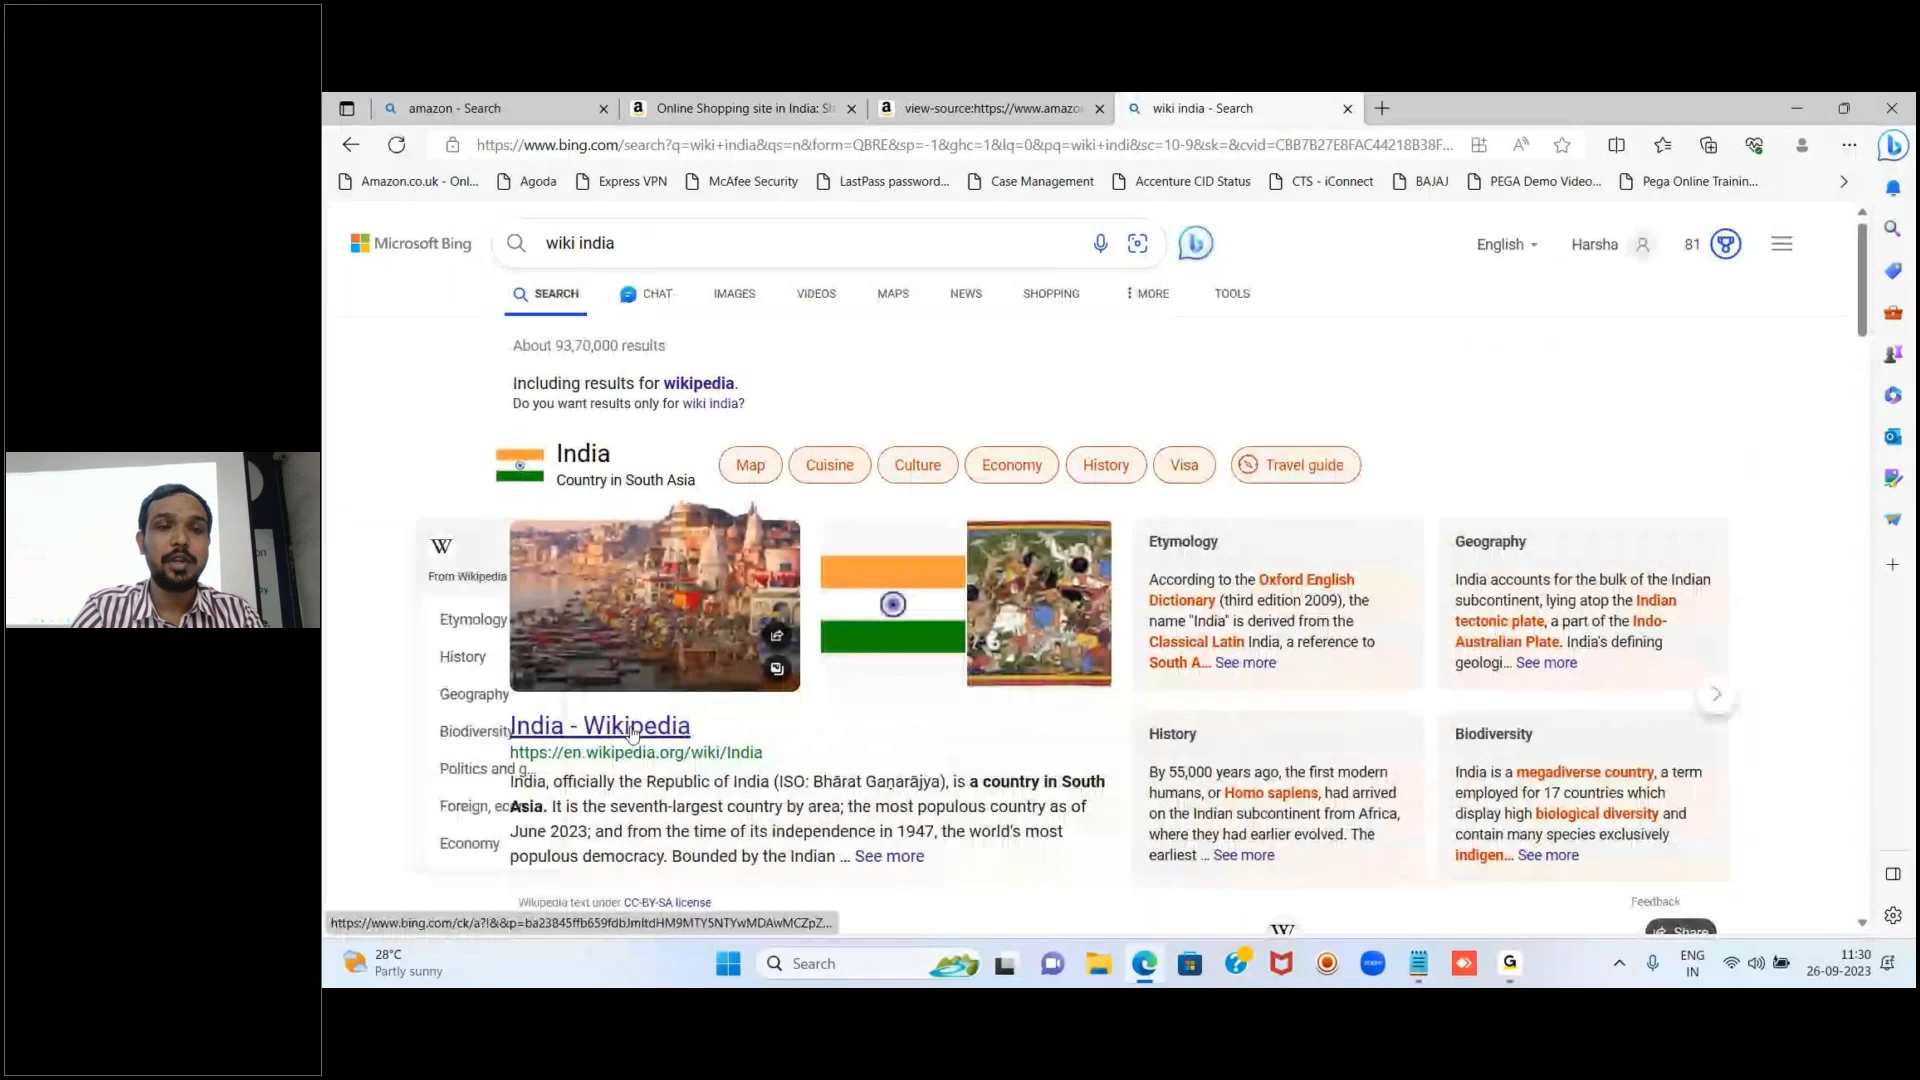 amazon - Search
Online Shopping site in India: Sh
view-source:https://www.amazo
wiki india - Search
https://www.bing.com/search?q=wiki+india&qs=n&form=QBRE&sp=-1&ghc=1&lq=0&pq=wiki+indi&sc=10-9&sk=&cvid=CBB7B27E8FAC44218B38F...
Amazon.co.uk - Onl...
Agoda
Express VPN
McAfee Security
LastPass password...
Case Management
Accenture CID Status
CTS - iConnect
BAJAJ
PEGA Demo Video...
Pega Online Trainin...
Microsoft Bing
wiki india
English
Harsha
81
SEARCH
CHAT
IMAGES
VIDEOS
MAPS
NEWS
SHOPPING
MORE
TOOLS
About 93,70,000 results
Including results for wikipedia.
Do you want results only for wiki india?
India
Country in South Asia
Map
Cuisine
Culture
Economy
History
Visa
Travel guide
W
From Wikipedia
Etymology
History
Geography
Biodiversity
Politics and g...
Foreign, ec
Economy
India - Wikipedia
https://en.wikipedia.org/wiki/India
India, officially the Republic of India (ISO: Bhārat Gaṇarājya), is a country in South
Asia. It is the seventh-largest country by area; the most populous country as of
June 2023; and from the time of its independence in 1947, the world's most
populous democracy. Bounded by the Indian ... See more
Wikipedia text under CC-BY-SA license
Etymology
According to the Oxford English
Dictionary (third edition 2009), the
name "India" is derived from the
Classical Latin India, a reference to
South A... See more
Geography
India accounts for the bulk of the Indian
subcontinent, lying atop the Indian
tectonic plate, a part of the Indo-
Australian Plate. India's defining
geologi... See more
History
By 55,000 years ago, the first modern
humans, or Homo sapiens, had arrived
on the Indian subcontinent from Africa,
where they had earlier evolved. The
earliest ... See more
Biodiversity
India is a megadiverse country, a term
employed for 17 countries which
display high biological diversity and
contain many species exclusively
indigen... See more
Feedback
W
Share
28°C
Partly sunny
Search
zoom
G
ENG
IN
11:30
26-09-2023